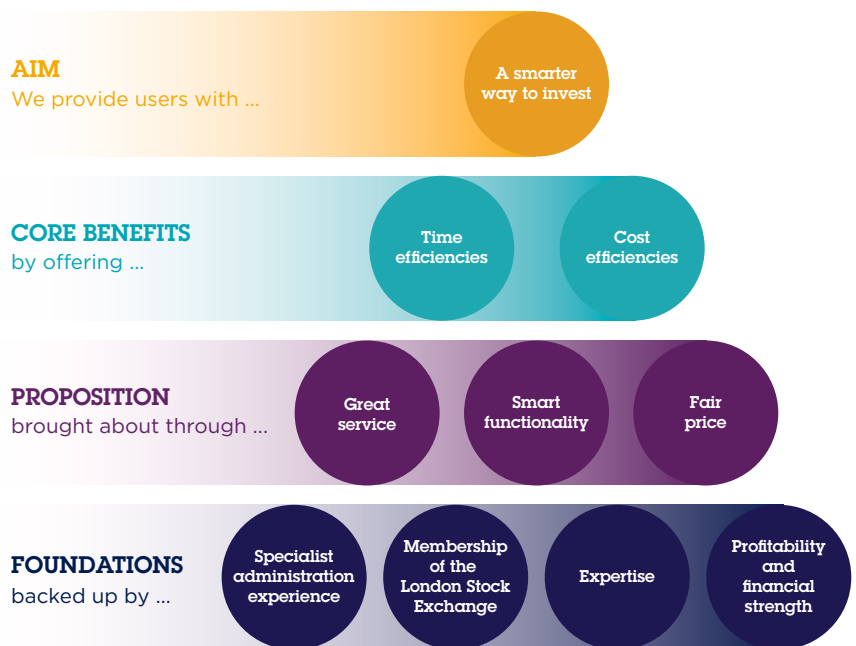 AIM
We provide users with ...
A smarter
way to invest
CORE BENEFITS
by offering ...
Time
efficiencies
Cost
efficiencies
PROPOSITION
brought about through ...
Great
service
Smart
functionality
Fair
price
FOUNDATIONS
backed up by ...
Specialist
administration
experience
Membership
of the
London Stock
Exchange
Expertise
Profitability
and
financial
strength